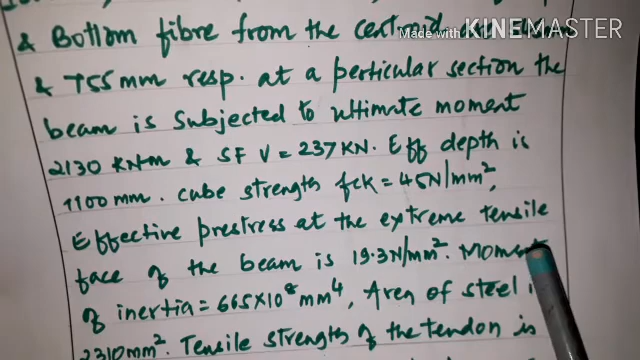 & Bottom fibre from the centroid
Made with KINEMASTER
& 755mm resp. at a perticular section the
beam is subjected to ultimate moment
2130 KNm & SF V = 237 KN. Eff depth is
1100 mm. cube strength fck = 45N/mm²,
Effective prestress at the extreme tensile
face of the beam is 19.3N/mm². Moment
of inertia = 665x10⁸ mm⁴, Area of steel
2310mm². Tensile strength of the tendon is